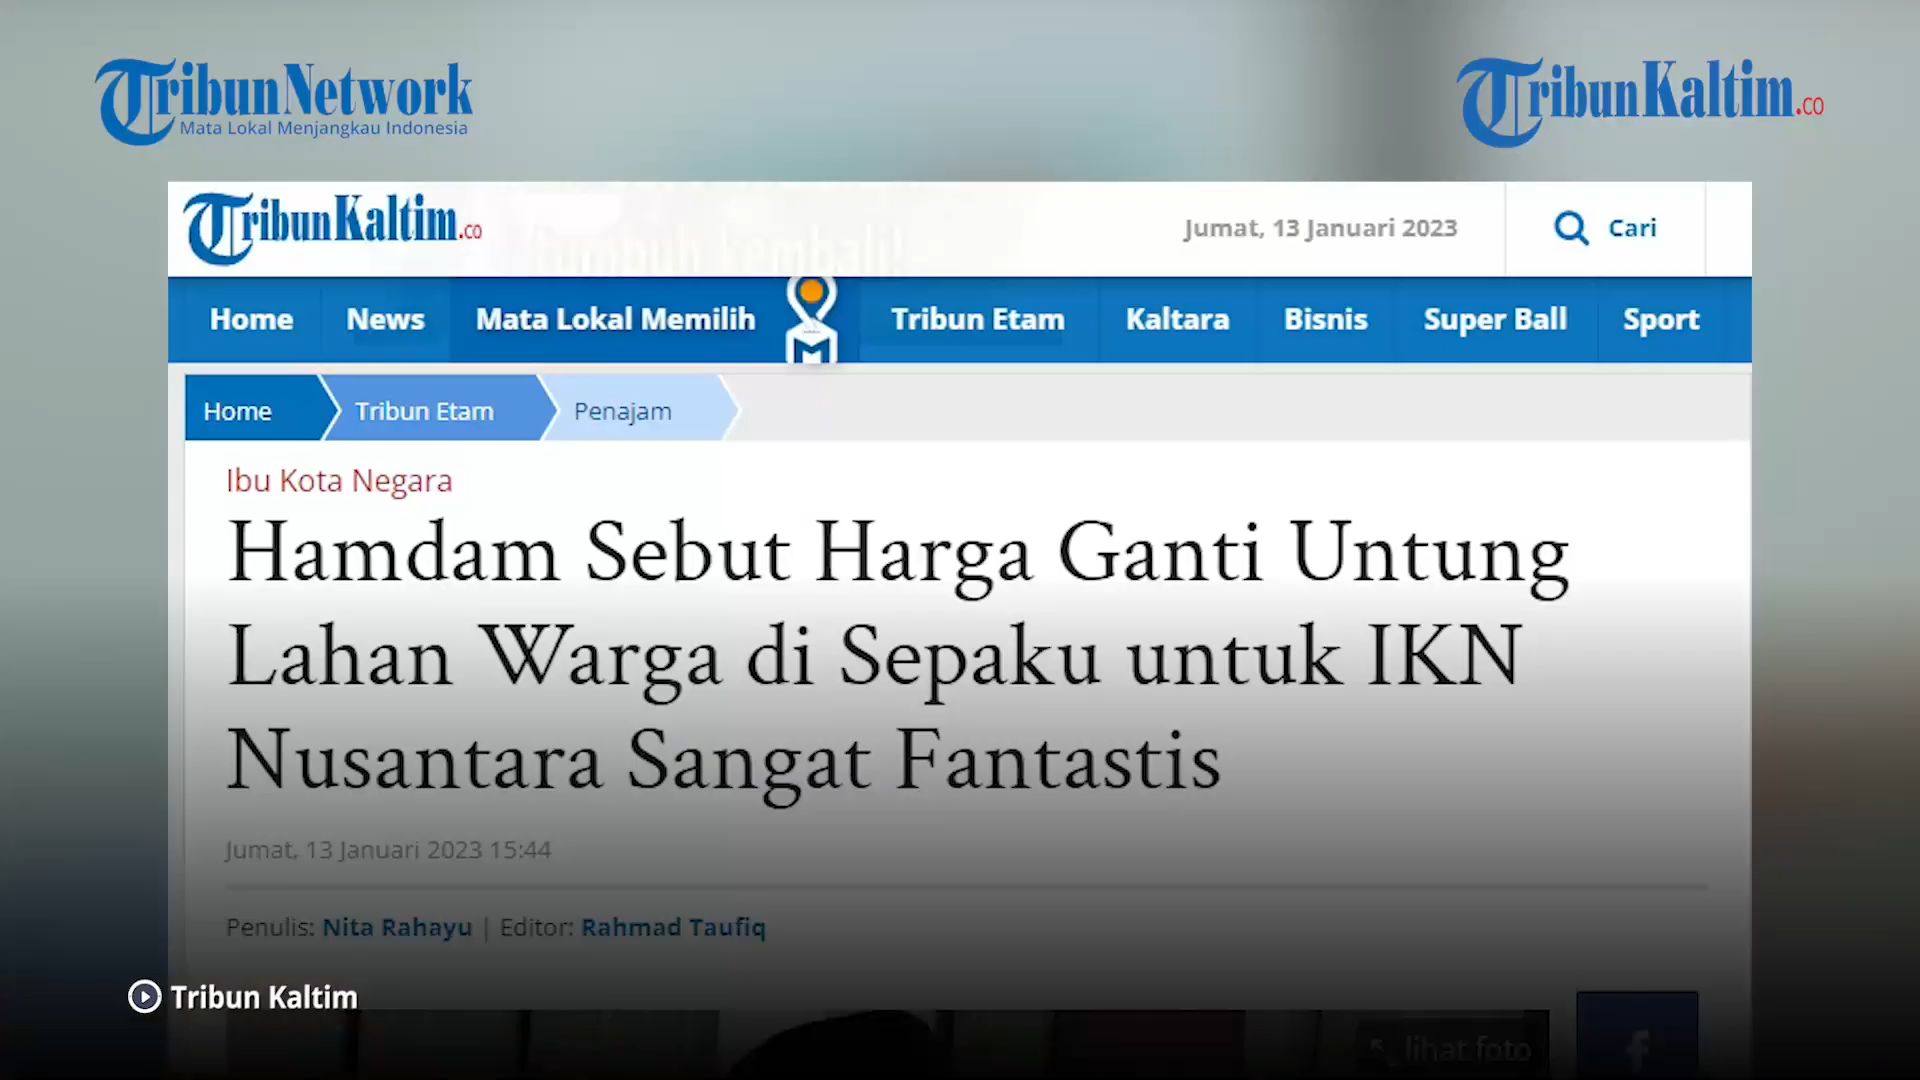 TribunNetwork
Mata Lokal Menjangkau Indonesia
TribunKaltim.co
TribunKaltim.co
Jumat, 13 Januari 2023
Cari
Home
News
Mata Lokal Memilih
Tribun Etam
Kaltara
Bisnis
Super Ball
Sport
Home
Tribun Etam
Penajam
Ibu Kota Negara
Hamdam Sebut Harga Ganti Untung
Lahan Warga di Sepaku untuk IKN
Nusantara Sangat Fantastis
Jumat, 13 Januari 2023 15:44
Penulis: Nita Rahayu | Editor: Rahmad Taufiq
Tribun Kaltim
lihat foto